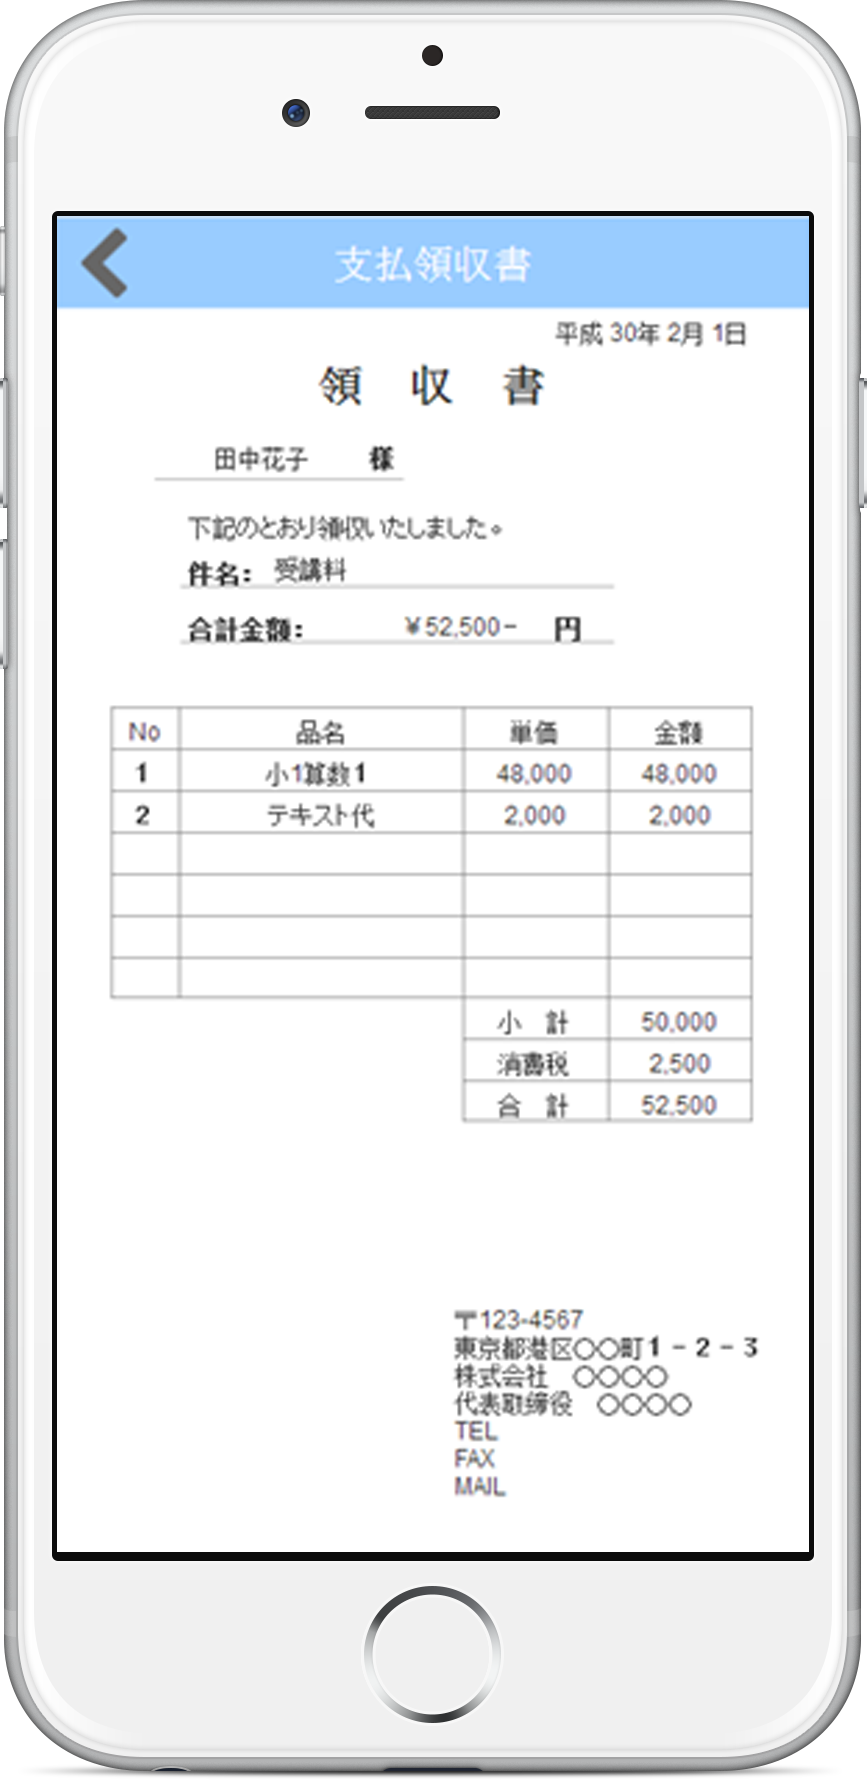 支払領収書
平成 30年 2月 1日
領 収 書
田中花子 様
下記のとおり領収いたしました。
件名： 受講料
合計金額： ￥52,500− 円
No 品名 単価 金額
1 小1算数1 48,000 48,000
2 テキスト代 2,000 2,000
小 計 50,000
消費税 2,500
合 計 52,500
〒123-4567
東京都港区〇〇町１－２－３
株式会社 〇〇〇〇
代表取締役 〇〇〇〇
TEL
FAX
MAIL